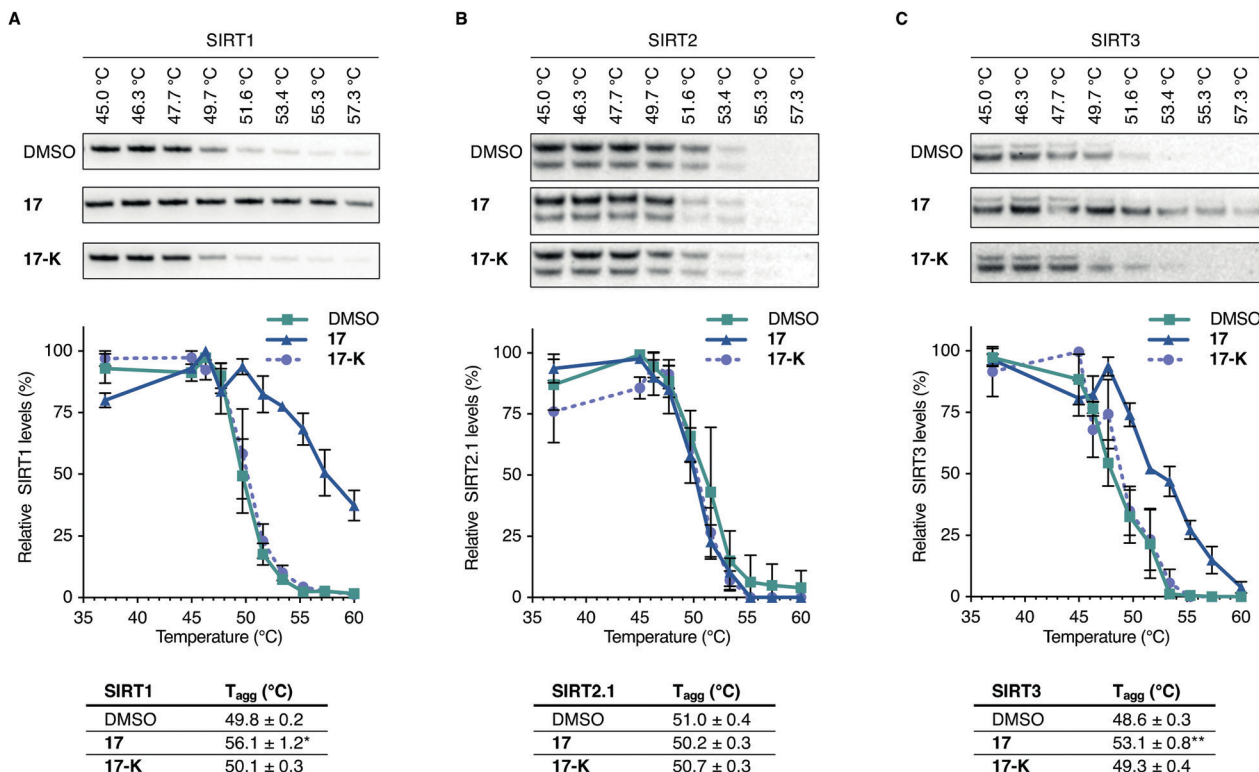 A
SIRT1
45.0 °C
46.3 °C
47.7 °C
49.7 °C
51.6 °C
53.4 °C
55.3 °C
57.3 °C
DMSO
17
17-K
DMSO
17
17-K
Relative SIRT1 levels (%)
100
75
50
25
0
35 40 45 50 55 60
Temperature (°C)
SIRT1 Tagg (°C)
DMSO 49.8 ± 0.2
17 56.1 ± 1.2*
17-K 50.1 ± 0.3
B
SIRT2
45.0 °C
46.3 °C
47.7 °C
49.7 °C
51.6 °C
53.4 °C
55.3 °C
57.3 °C
DMSO
17
17-K
DMSO
17
17-K
Relative SIRT2.1 levels (%)
100
75
50
25
0
35 40 45 50 55 60
Temperature (°C)
SIRT2.1 Tagg (°C)
DMSO 51.0 ± 0.4
17 50.2 ± 0.3
17-K 50.7 ± 0.3
C
SIRT3
45.0 °C
46.3 °C
47.7 °C
49.7 °C
51.6 °C
53.4 °C
55.3 °C
57.3 °C
DMSO
17
17-K
DMSO
17
17-K
Relative SIRT3 levels (%)
100
75
50
25
0
35 40 45 50 55 60
Temperature (°C)
SIRT3 Tagg (°C)
DMSO 48.6 ± 0.3
17 53.1 ± 0.8**
17-K 49.3 ± 0.4